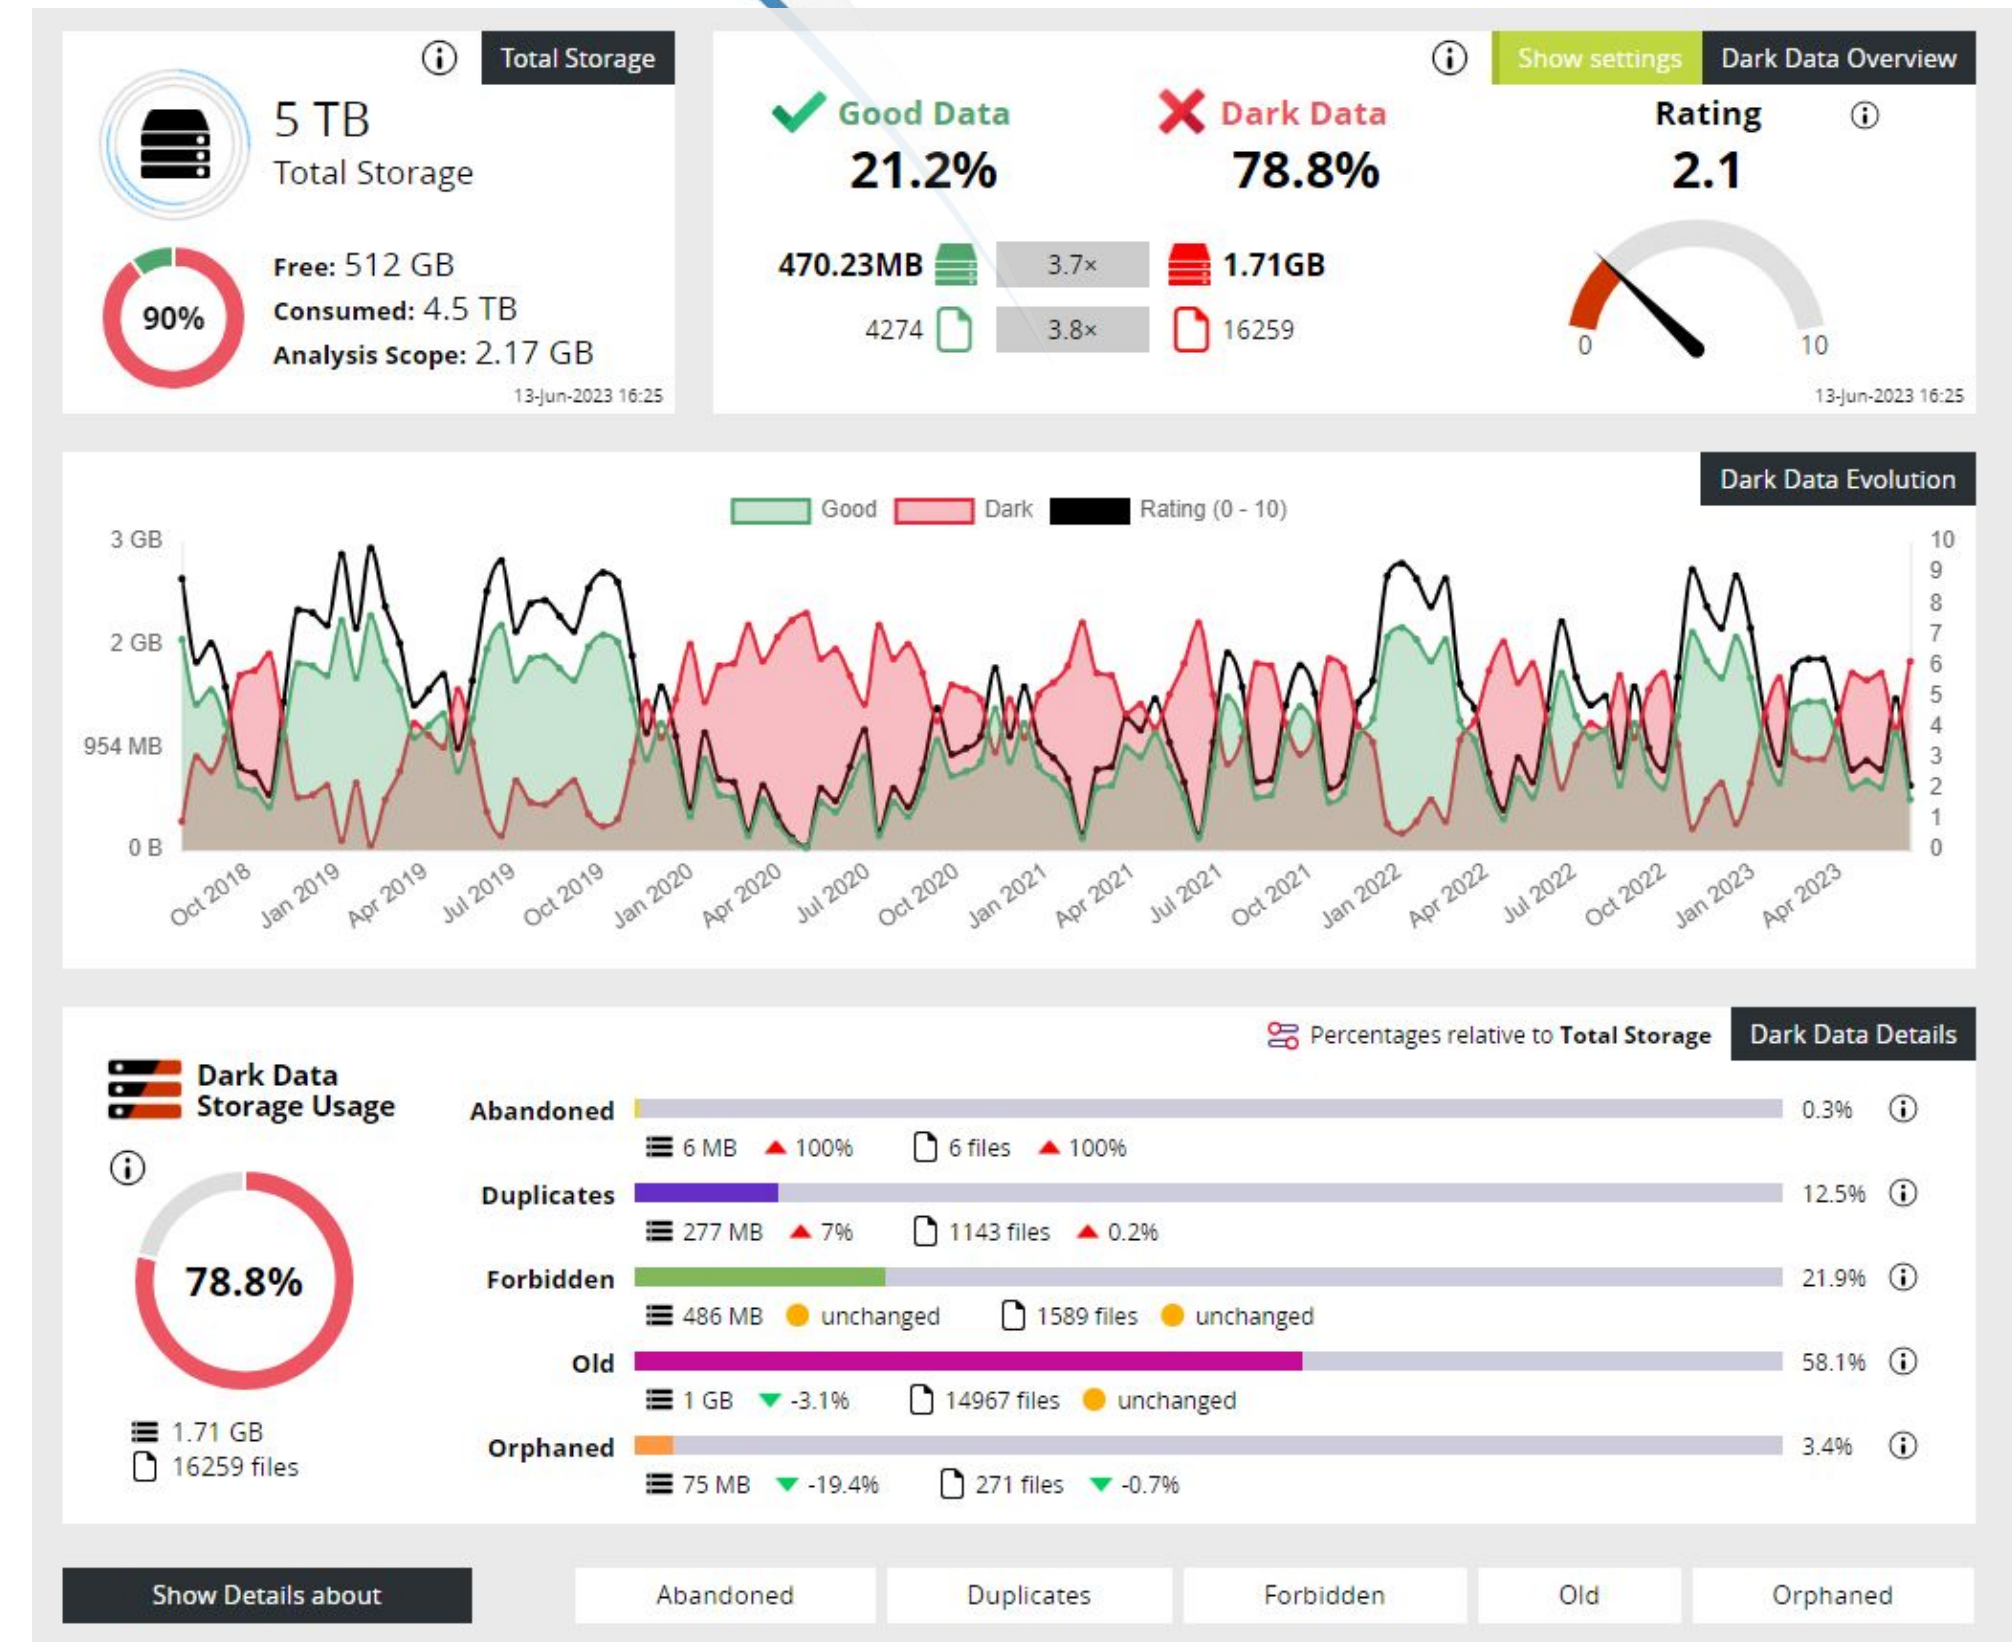 Total Storage
5 TB
Total Storage
90%
Free: 512 GB
Consumed: 4.5 TB
Analysis Scope: 2.17 GB
13-Jun-2023 16:25
Show settings
Dark Data Overview
Good Data
21.2%
Dark Data
78.8%
Rating
2.1
470.23MB
3.7×
1.71GB
4274
3.8×
16259
0
10
13-Jun-2023 16:25
Dark Data Evolution
Good
Dark
Rating (0 - 10)
3 GB
2 GB
954 MB
0 B
10
9
8
7
6
5
4
3
2
1
0
Oct 2018
Jan 2019
Apr 2019
Jul 2019
Oct 2019
Jan 2020
Apr 2020
Jul 2020
Oct 2020
Jan 2021
Apr 2021
Jul 2021
Oct 2021
Jan 2022
Apr 2022
Jul 2022
Oct 2022
Jan 2023
Apr 2023
Percentages relative to Total Storage
Dark Data Details
Dark Data
Storage Usage
78.8%
1.71 GB
16259 files
Abandoned
0.3%
6 MB 100% 6 files 100%
Duplicates
12.5%
277 MB 7% 1143 files 0.2%
Forbidden
21.9%
486 MB unchanged 1589 files unchanged
Old
58.1%
1 GB -3.1% 14967 files unchanged
Orphaned
3.4%
75 MB -19.4% 271 files -0.7%
Show Details about
Abandoned
Duplicates
Forbidden
Old
Orphaned